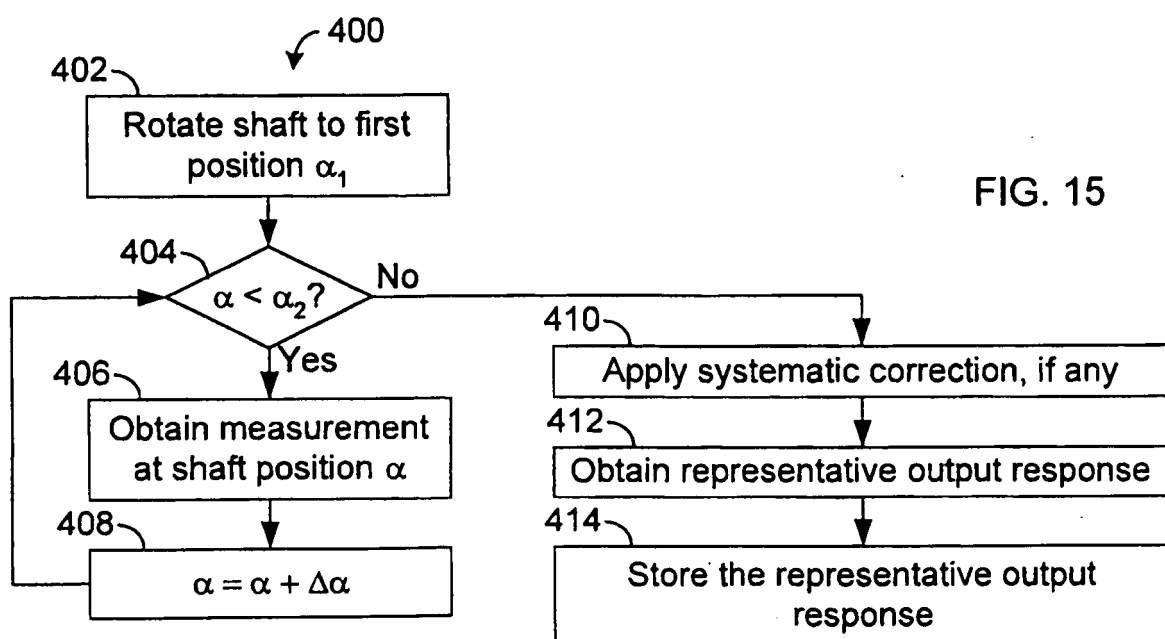 400
402
Rotate shaft to first
position α₁
FIG. 15
404
α < α₂?
No
Yes
406
Obtain measurement
at shaft position α
408
α = α + Δα
410
Apply systematic correction, if any
412
Obtain representative output response
414
Store the representative output
response